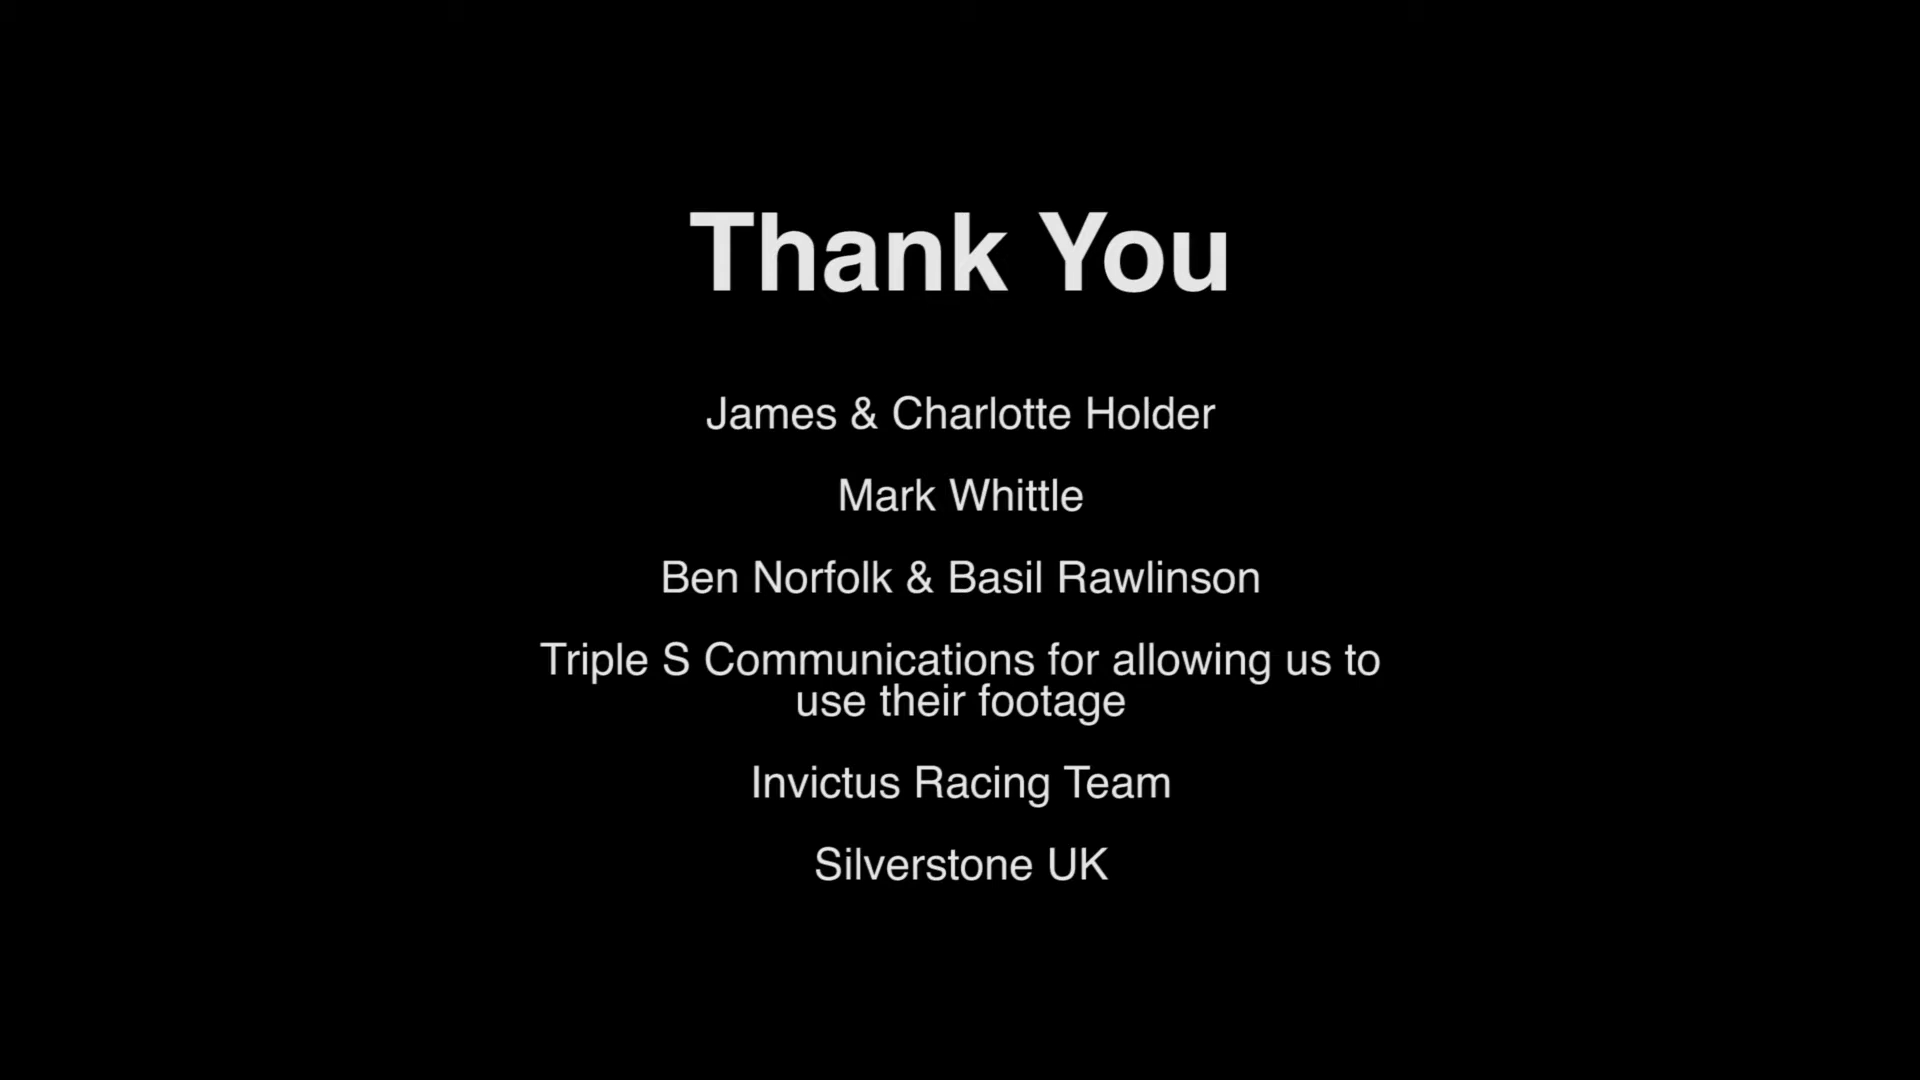 Thank You
James & Charlotte Holder
Mark Whittle
Ben Norfolk & Basil Rawlinson
Triple S Communications for allowing us to
use their footage
Invictus Racing Team
Silverstone UK